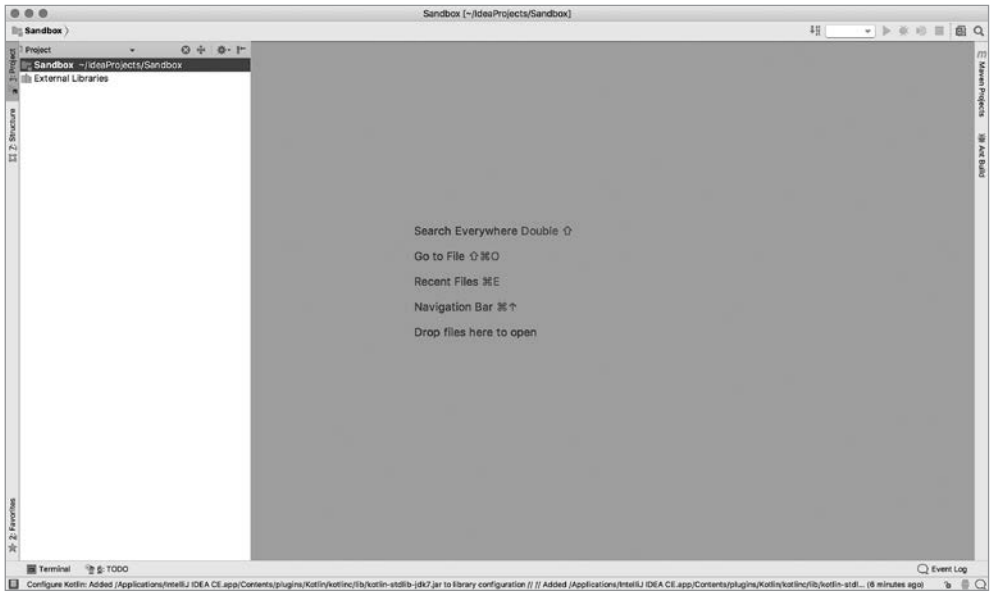 Sandbox [~/IdeaProjects/Sandbox]
Sandbox
Project
Sandbox ~/IdeaProjects/Sandbox
External Libraries
1: Project
7: Structure
2: Favorites
Maven Projects
Ant Build
Search Everywhere Double ⇧
Go to File ⇧⌘O
Recent Files ⌘E
Navigation Bar ⌘↑
Drop files here to open
Terminal 6: TODO
Event Log
Configure Kotlin: Added /Applications/IntelliJ IDEA CE.app/Contents/plugins/Kotlin/kotlinc/lib/kotlin-stdlib-jdk7.jar to library configuration // // Added /Applications/IntelliJ IDEA CE.app/Contents/plugins/Kotlin/kotlinc/lib/kotlin-stdl... (6 minutes ago)